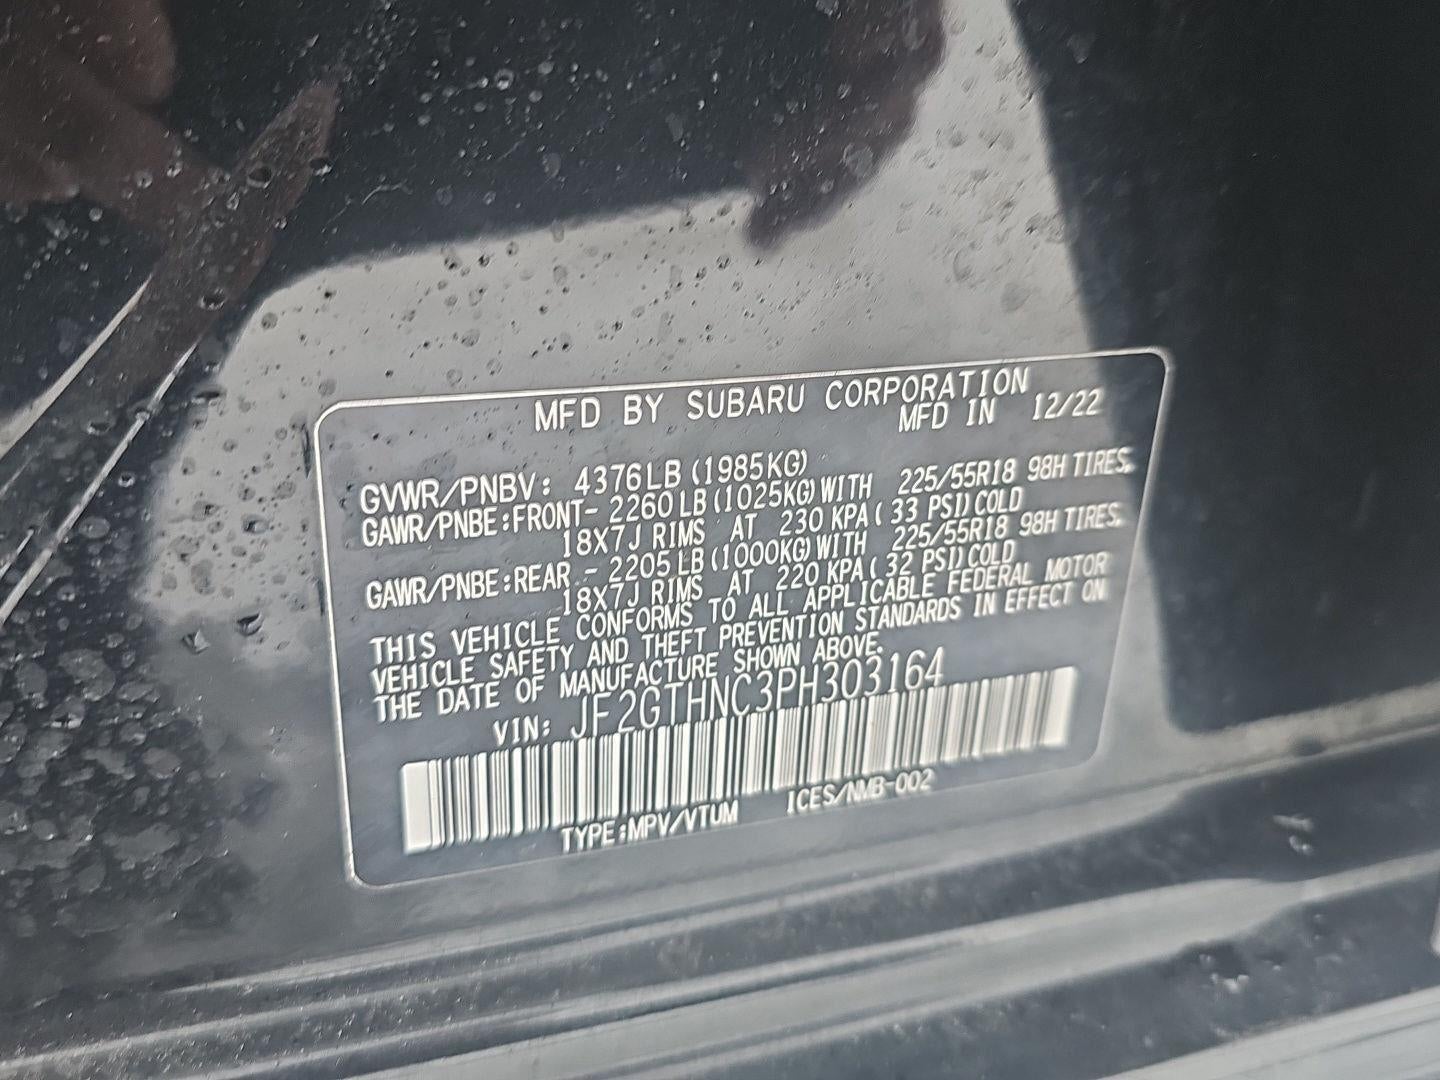 MFD BY SUBARU CORPORATION
MFD IN 12/22
GVWR/PNBV: 4376LB (1985KG)
GAWR/PNBE:FRONT- 2260LB (1025KG) WITH 225/55R18 98H TIRES,
18X7J RIMS AT 230 KPA ( 33 PSI) COLD
GAWR/PNBE:REAR - 2205LB (1000KG) WITH 225/55R18 98H TIRES,
18X7J RIMS AT 220 KPA ( 32 PSI) COLD
THIS VEHICLE CONFORMS TO ALL APPLICABLE FEDERAL MOTOR
VEHICLE SAFETY AND THEFT PREVENTION STANDARDS IN EFFECT ON
THE DATE OF MANUFACTURE SHOWN ABOVE.
VIN: JF2GTHNC3PH303164
TYPE:MPV/VTUM ICES/NMB-002